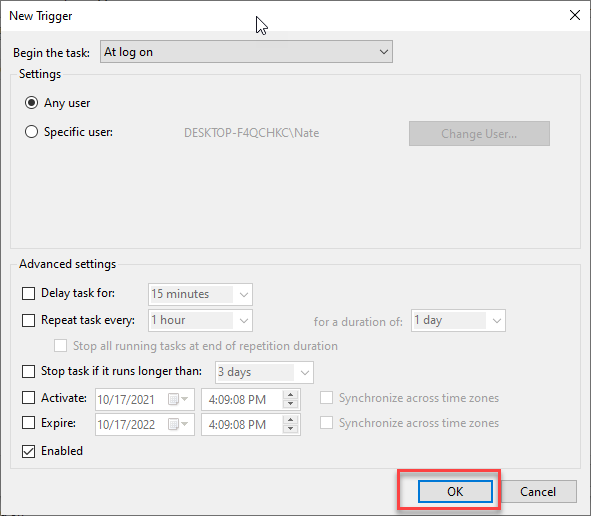 New Trigger
Begin the task: At log on
Settings
Any user
Specific user: DESKTOP-F4QCHKC\Nate Change User...
Advanced settings
Delay task for: 15 minutes
Repeat task every: 1 hour for a duration of: 1 day
Stop all running tasks at end of repetition duration
Stop task if it runs longer than: 3 days
Activate: 10/17/2021 4:09:08 PM Synchronize across time zones
Expire: 10/17/2022 4:09:08 PM Synchronize across time zones
Enabled
OK Cancel